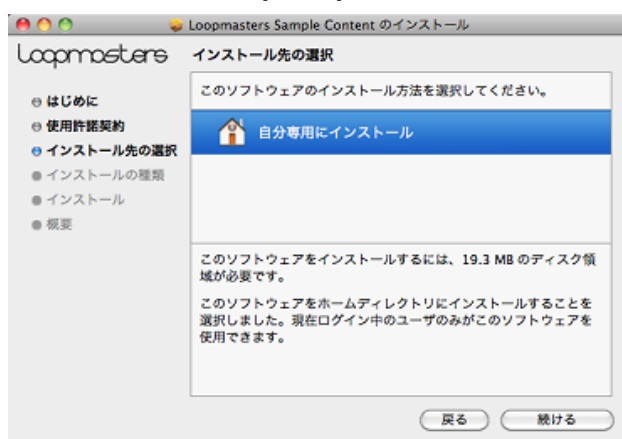 Loopmasters Sample Content のインストール
Loopmasters
インストール先の選択
はじめに
使用許諾契約
インストール先の選択
インストールの種類
インストール
概要
このソフトウェアのインストール方法を選択してください。
自分専用にインストール
このソフトウェアをインストールするには、19.3 MB のディスク領
域が必要です。
このソフトウェアをホームディレクトリにインストールすることを
選択しました。現在ログイン中のユーザのみがこのソフトウェアを
使用できます。
戻る
続ける